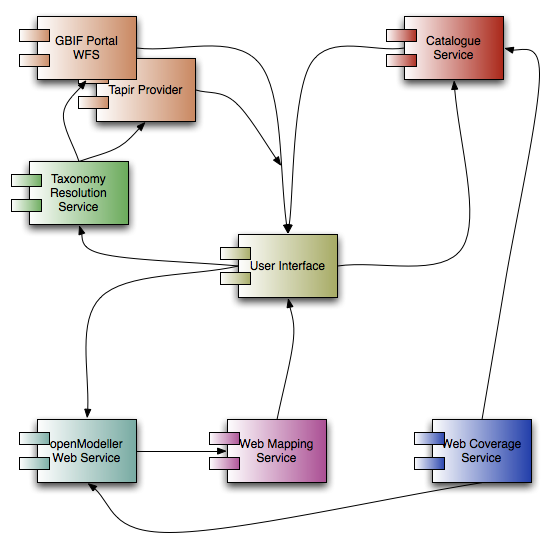 GBIF Portal
WFS
Tapir Provider
Catalogue
Service
Taxonomy
Resolution
Service
User Interface
openModeller
Web Service
Web Mapping
Service
Web Coverage
Service